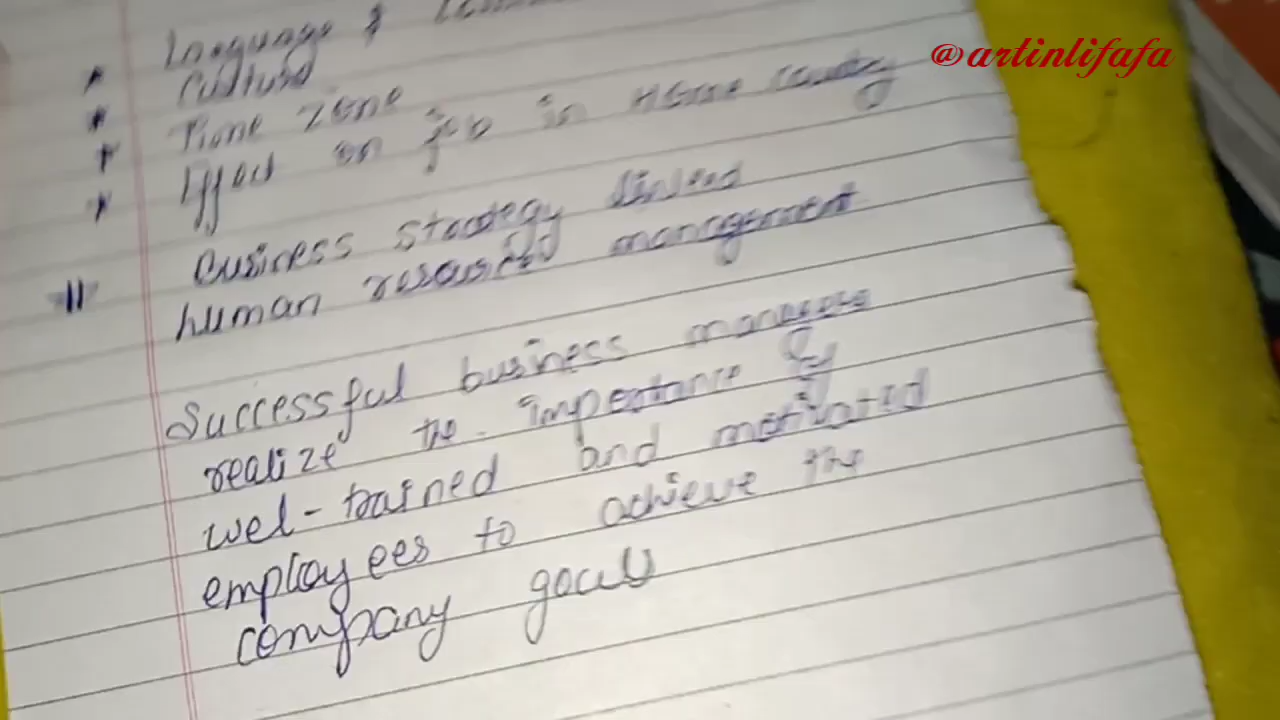 @artinlifafa
Language &
Culture
Time Zone
Effect on job in Home Country
Business strategy linked
11 human resource management
Successful business managers
realize the importance of
wel-trained and motivated
employees to achieve the
company goals